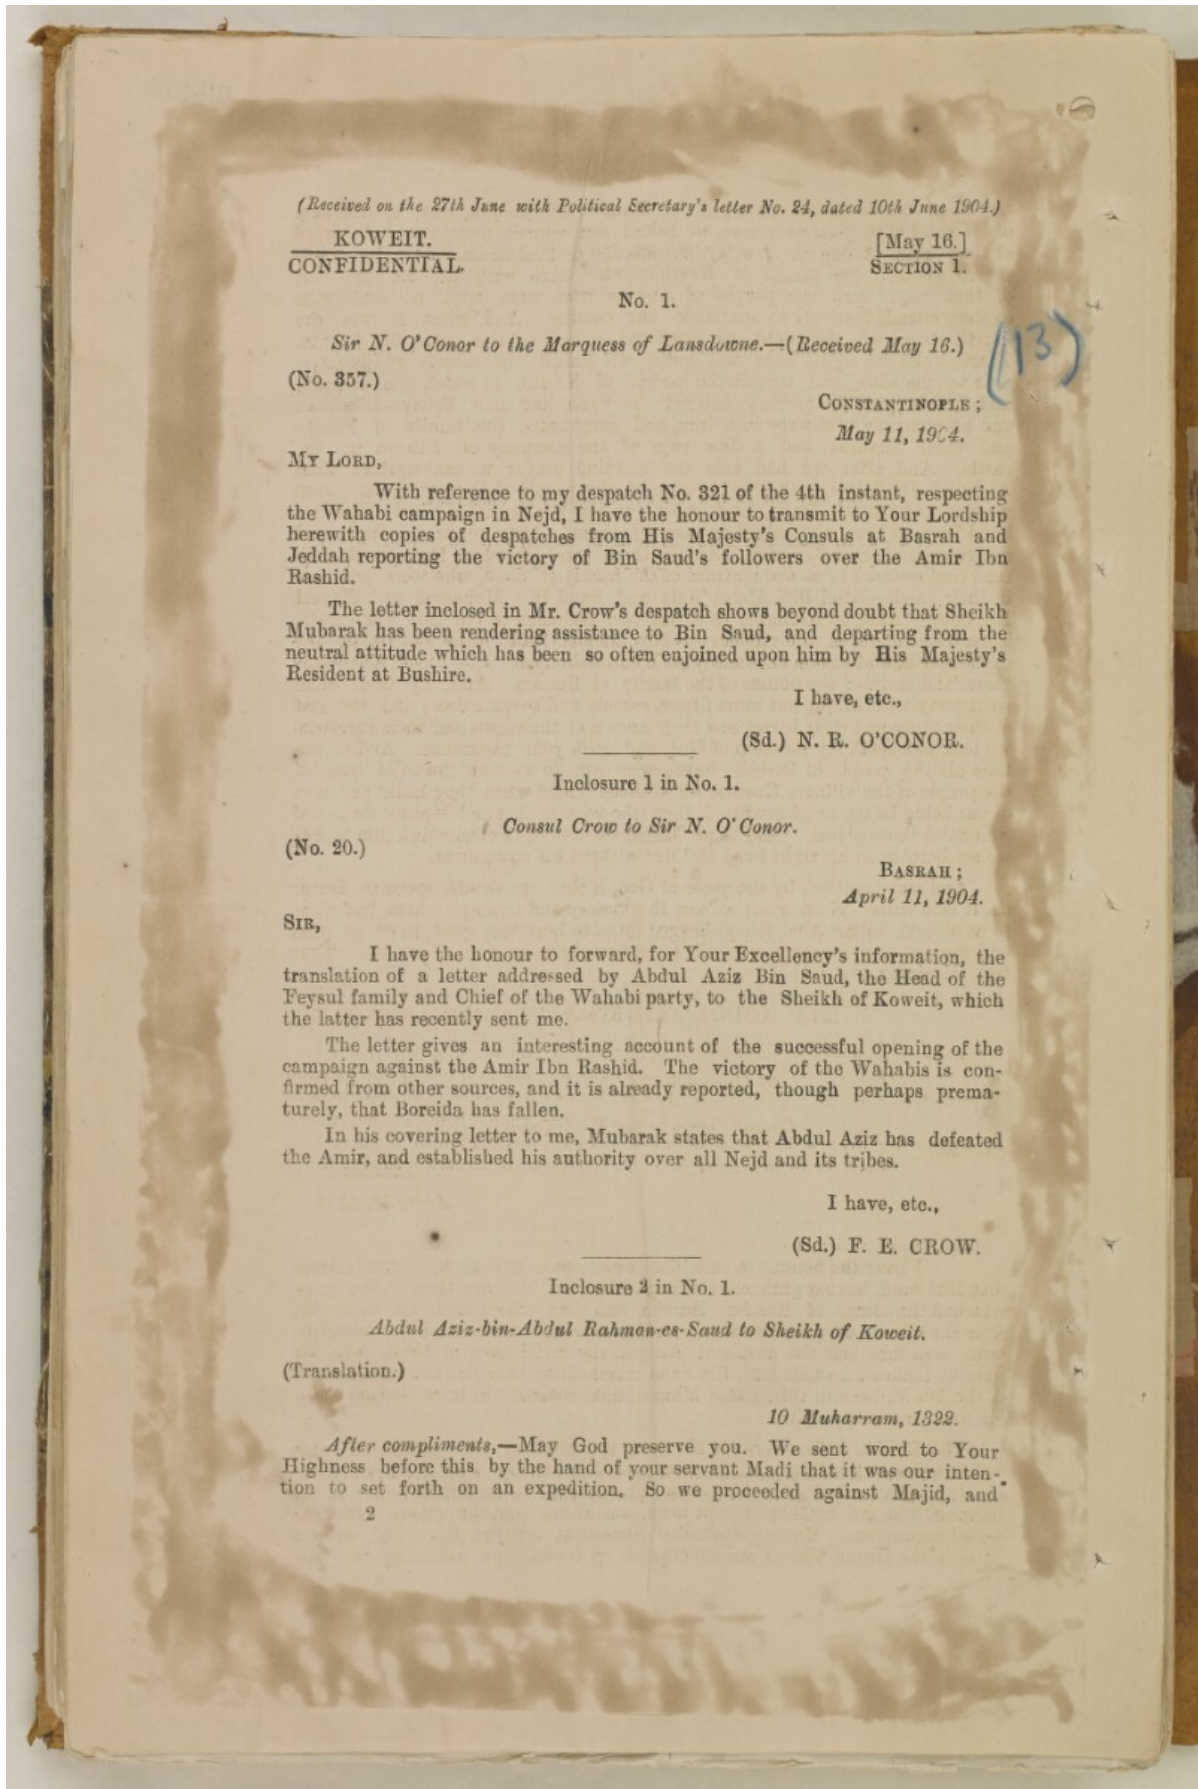 (Received on the 27th June with Political Secretary's letter No. 24, dated 10th June 1904.)
KOWEIT. [May 16.]
CONFIDENTIAL. SECTION 1.
No. 1.
Sir N. O'Conor to the Marquess of Lansdowne.—(Received May 16.)
(13)
(No. 357.)
CONSTANTINOPLE;
May 11, 1904.
MY LORD,
With reference to my despatch No. 321 of the 4th instant, respecting
the Wahabi campaign in Nejd, I have the honour to transmit to Your Lordship
herewith copies of despatches from His Majesty's Consuls at Basrah and
Jeddah reporting the victory of Bin Saud's followers over the Amir Ibn
Rashid.
The letter inclosed in Mr. Crow's despatch shows beyond doubt that Sheikh
Mubarak has been rendering assistance to Bin Saud, and departing from the
neutral attitude which has been so often enjoined upon him by His Majesty's
Resident at Bushire.
I have, etc.,
(Sd.) N. R. O'CONOR.
Inclosure 1 in No. 1.
Consul Crow to Sir N. O'Conor.
(No. 20.)
BASRAH;
April 11, 1904.
SIR,
I have the honour to forward, for Your Excellency's information, the
translation of a letter addressed by Abdul Aziz Bin Saud, the Head of the
Feysul family and Chief of the Wahabi party, to the Sheikh of Koweit, which
the latter has recently sent me.
The letter gives an interesting account of the successful opening of the
campaign against the Amir Ibn Rashid. The victory of the Wahabis is con-
firmed from other sources, and it is already reported, though perhaps prema-
turely, that Boreida has fallen.
In his covering letter to me, Mubarak states that Abdul Aziz has defeated
the Amir, and established his authority over all Nejd and its tribes.
I have, etc.,
(Sd.) F. E. CROW.
Inclosure 2 in No. 1.
Abdul Aziz-bin-Abdul Rahman-es-Saud to Sheikh of Koweit.
(Translation.)
10 Muharram, 1322.
After compliments,—May God preserve you. We sent word to Your
Highness before this by the hand of your servant Madi that it was our inten-
tion to set forth on an expedition. So we proceeded against Majid, and
2